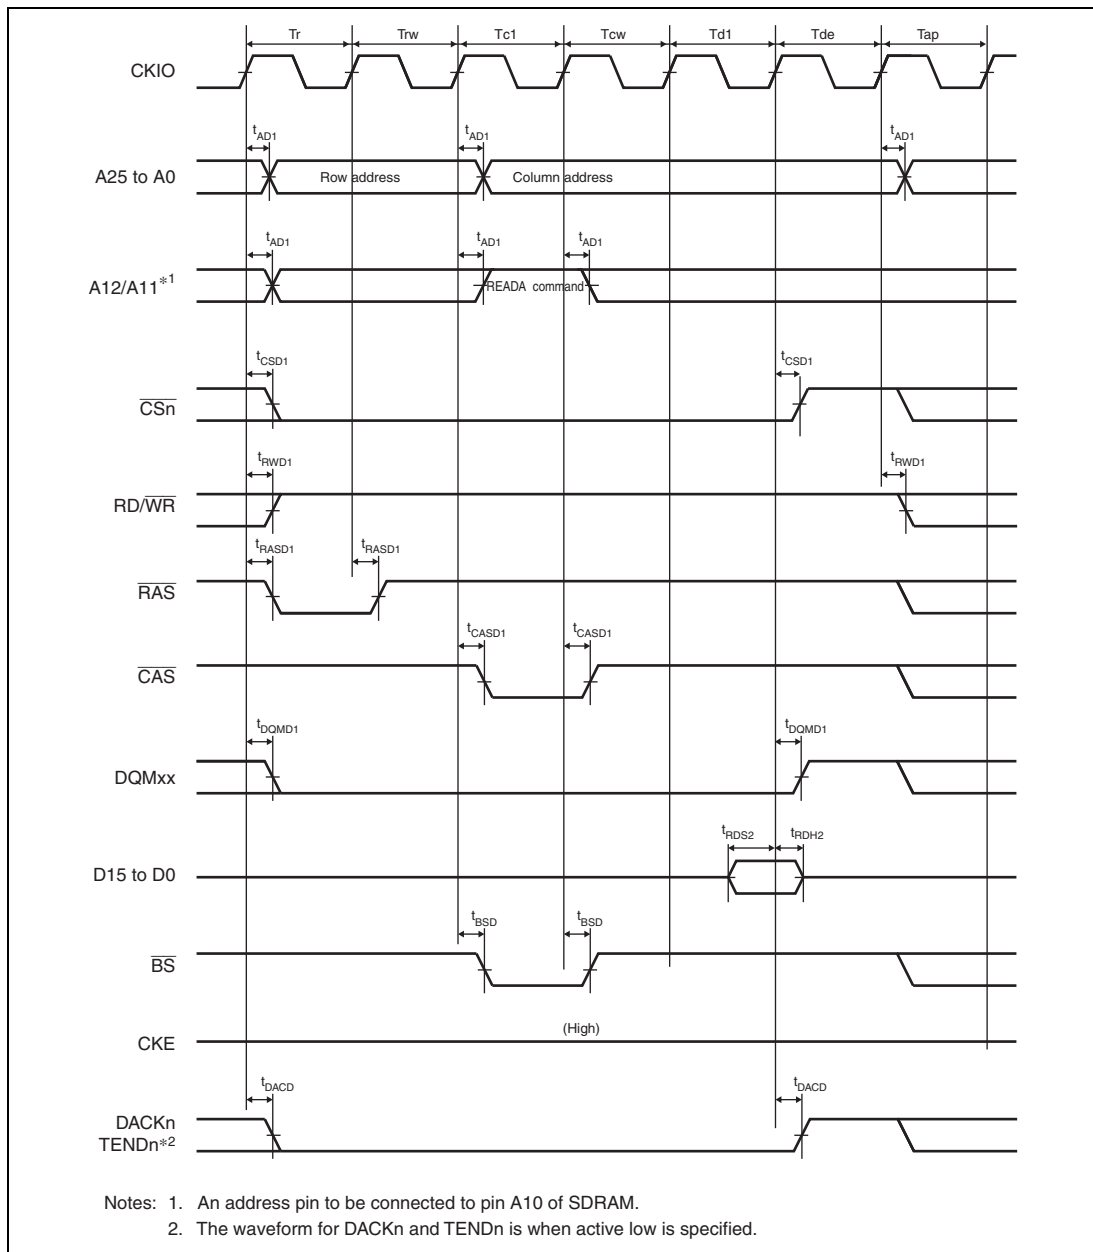 Tr Trw Tc1 Tcw Td1 Tde Tap
CKIO
tAD1 tAD1 tAD1
A25 to A0 Row address Column address
tAD1 tAD1 tAD1
A12/A11*1 READA command
tCSD1 tCSD1
CSn
tRWD1 tRWD1
RD/WR
tRASD1 tRASD1
RAS
tCASD1 tCASD1
CAS
tDQMD1 tDQMD1
DQMxx
tRDS2 tRDH2
D15 to D0
tBSD tBSD
BS
(High)
CKE
tDACD tDACD
DACKn
TENDn*2
Notes: 1. An address pin to be connected to pin A10 of SDRAM.
2. The waveform for DACKn and TENDn is when active low is specified.